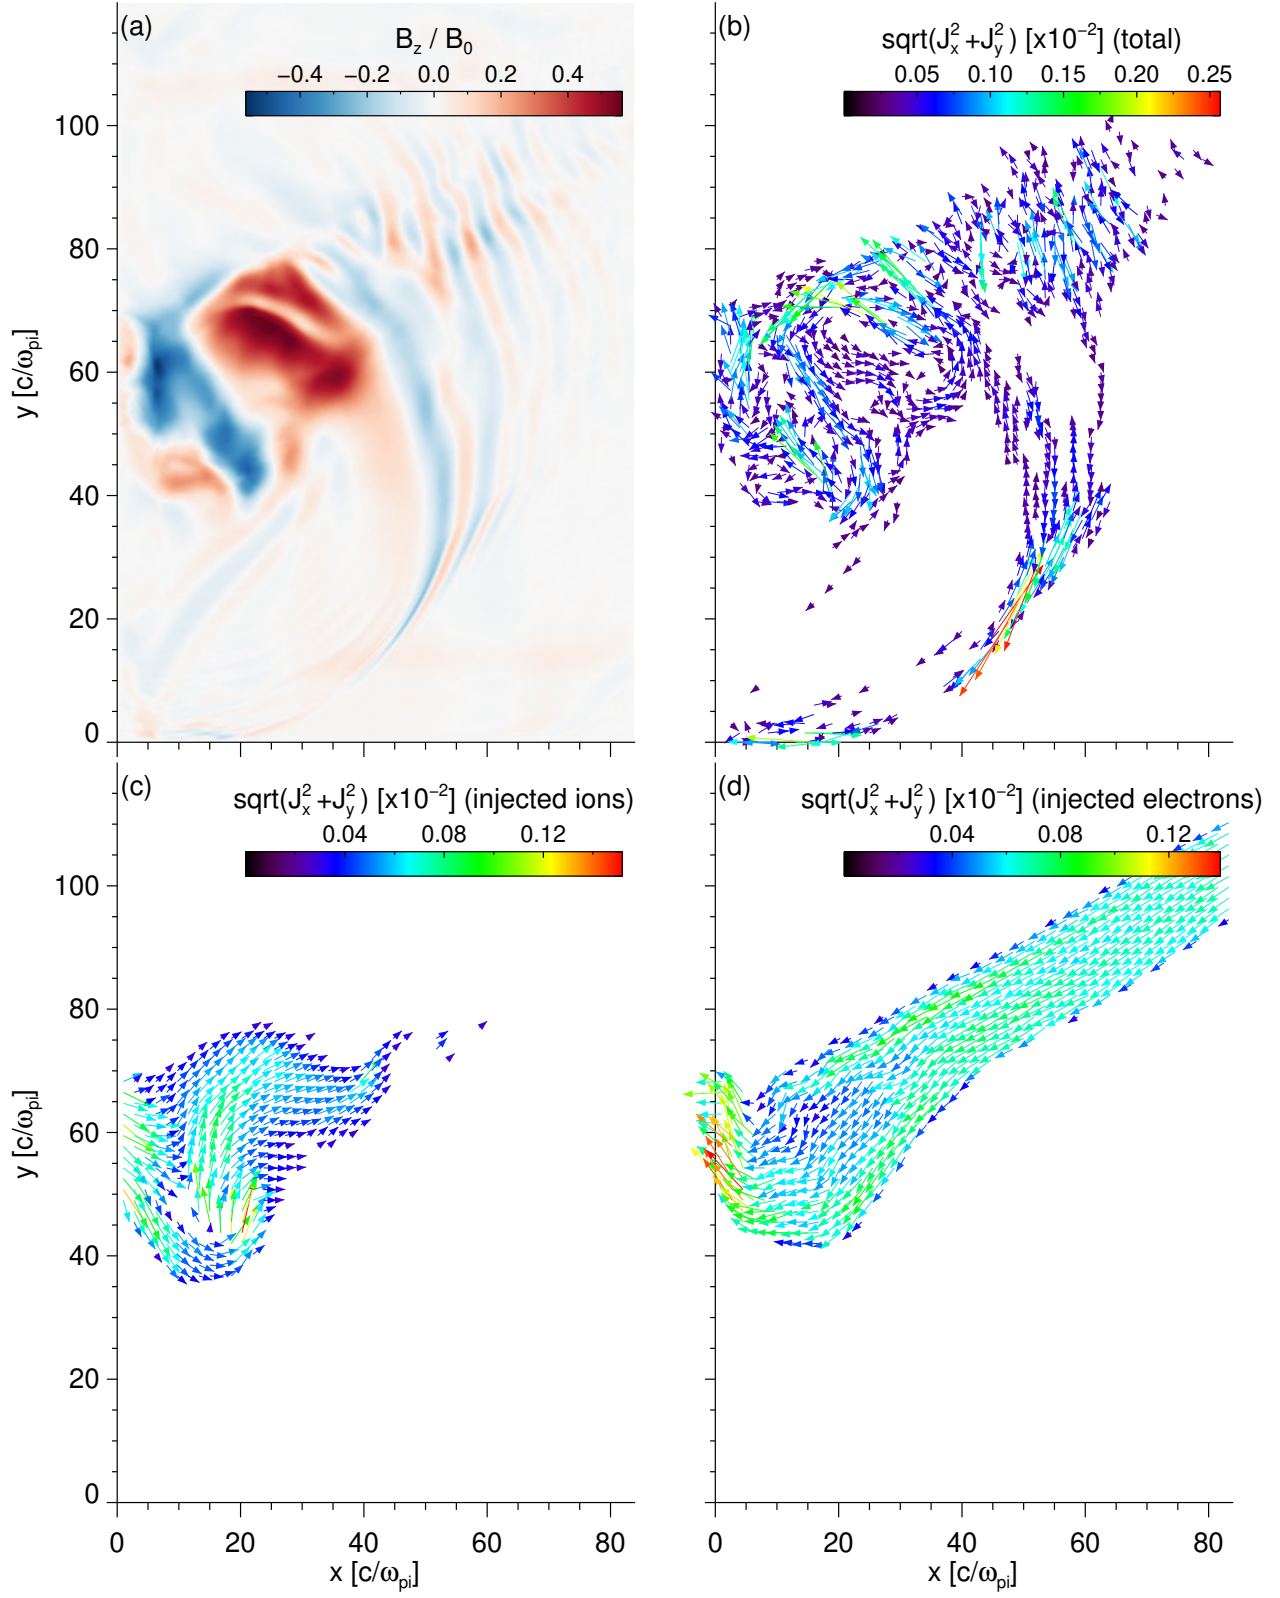 (a)
B_z / B_0
−0.4 −0.2 0.0 0.2 0.4
100
80
60
40
20
0
y [c/ω_pi]
(b)
sqrt(J_x^2+J_y^2) [x10^−2] (total)
0.05 0.10 0.15 0.20 0.25
(c)
sqrt(J_x^2+J_y^2) [x10^−2] (injected ions)
0.04 0.08 0.12
100
80
60
40
20
0
y [c/ω_pi]
0 20 40 60 80
x [c/ω_pi]
(d)
sqrt(J_x^2+J_y^2) [x10^−2] (injected electrons)
0.04 0.08 0.12
0 20 40 60 80
x [c/ω_pi]